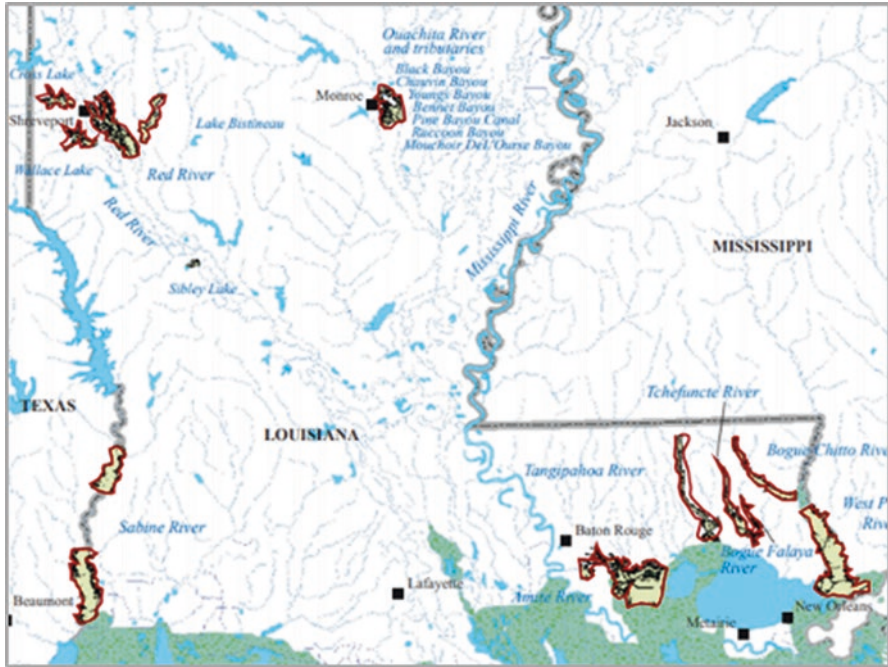 Ouachita River
and tributaries
Black Bayou
Chauvin Bayou
Youngs Bayou
Bennet Bayou
Pine Bayou Canal
Raccoon Bayou
Mouchoir DeL'Ourse Bayou
Monroe
Cross Lake
Shreveport
Lake Bistineau
Wallace Lake
Red River
Red River
Sibley Lake
Mississippi River
Jackson
MISSISSIPPI
TEXAS
LOUISIANA
Tchefuncte River
Bogue Chitto Rive
Tangipahoa River
West P
Rive
Sabine River
Baton Rouge
Bogue Falaya
River
Beaumont
Lafayette
Amite River
New Orleans
Metairie